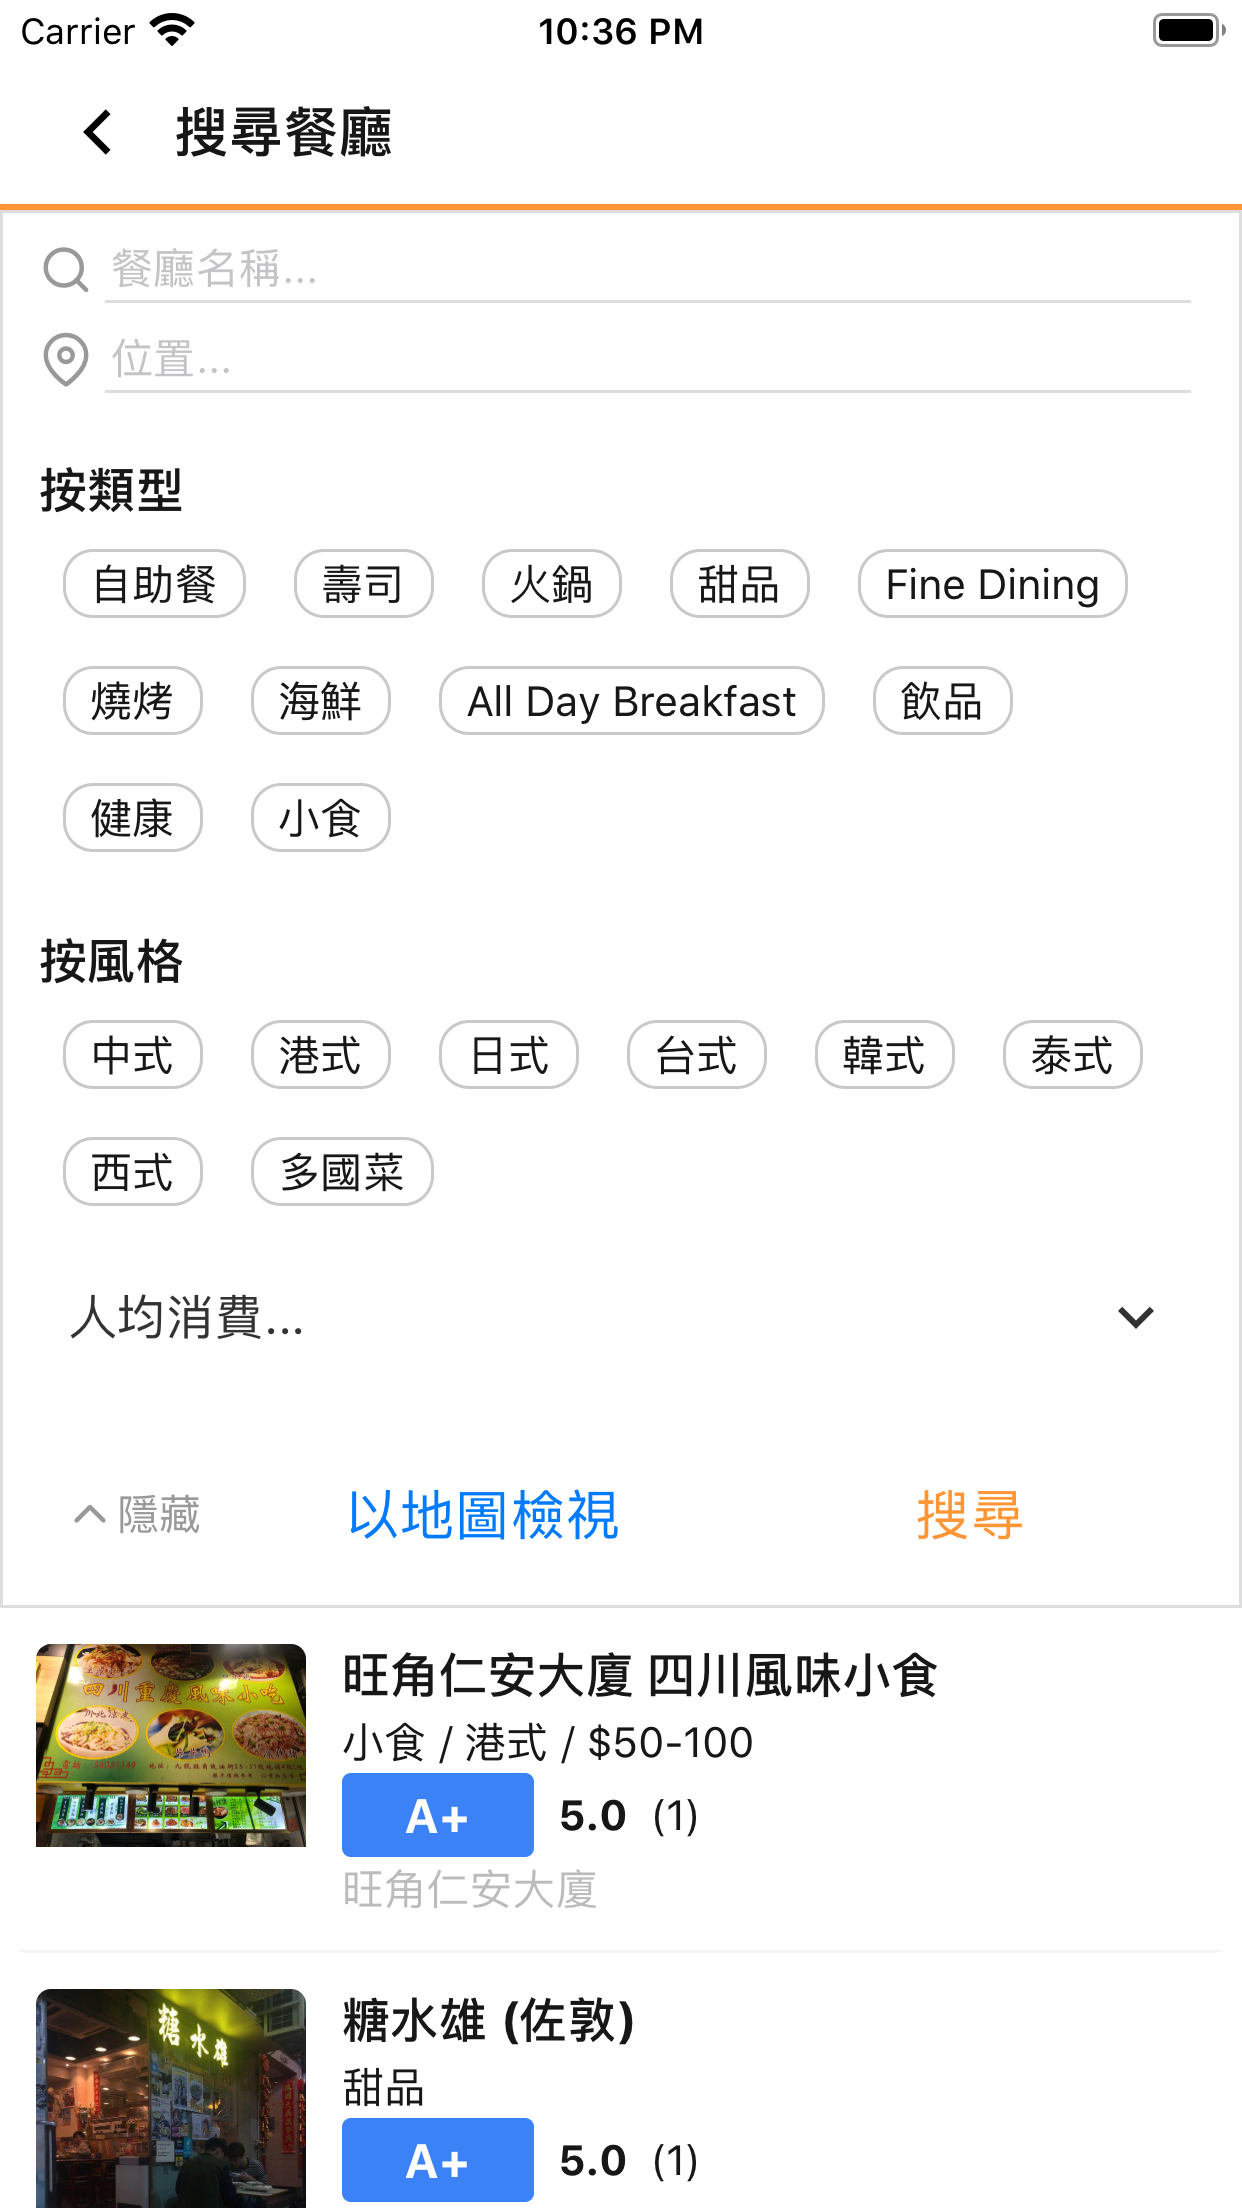 Carrier 10:36 PM
搜尋餐廳
餐廳名稱...
位置...
按類型
自助餐 壽司 火鍋 甜品 Fine Dining
燒烤 海鮮 All Day Breakfast 飲品
健康 小食
按風格
中式 港式 日式 台式 韓式 泰式
西式 多國菜
人均消費...
隱藏 以地圖檢視 搜尋
四川重慶風味小吃
旺角仁安大廈 四川風味小食
小食 / 港式 / $50-100
A+ 5.0 (1)
旺角仁安大廈
糖水雄
糖水雄 (佐敦)
甜品
A+ 5.0 (1)